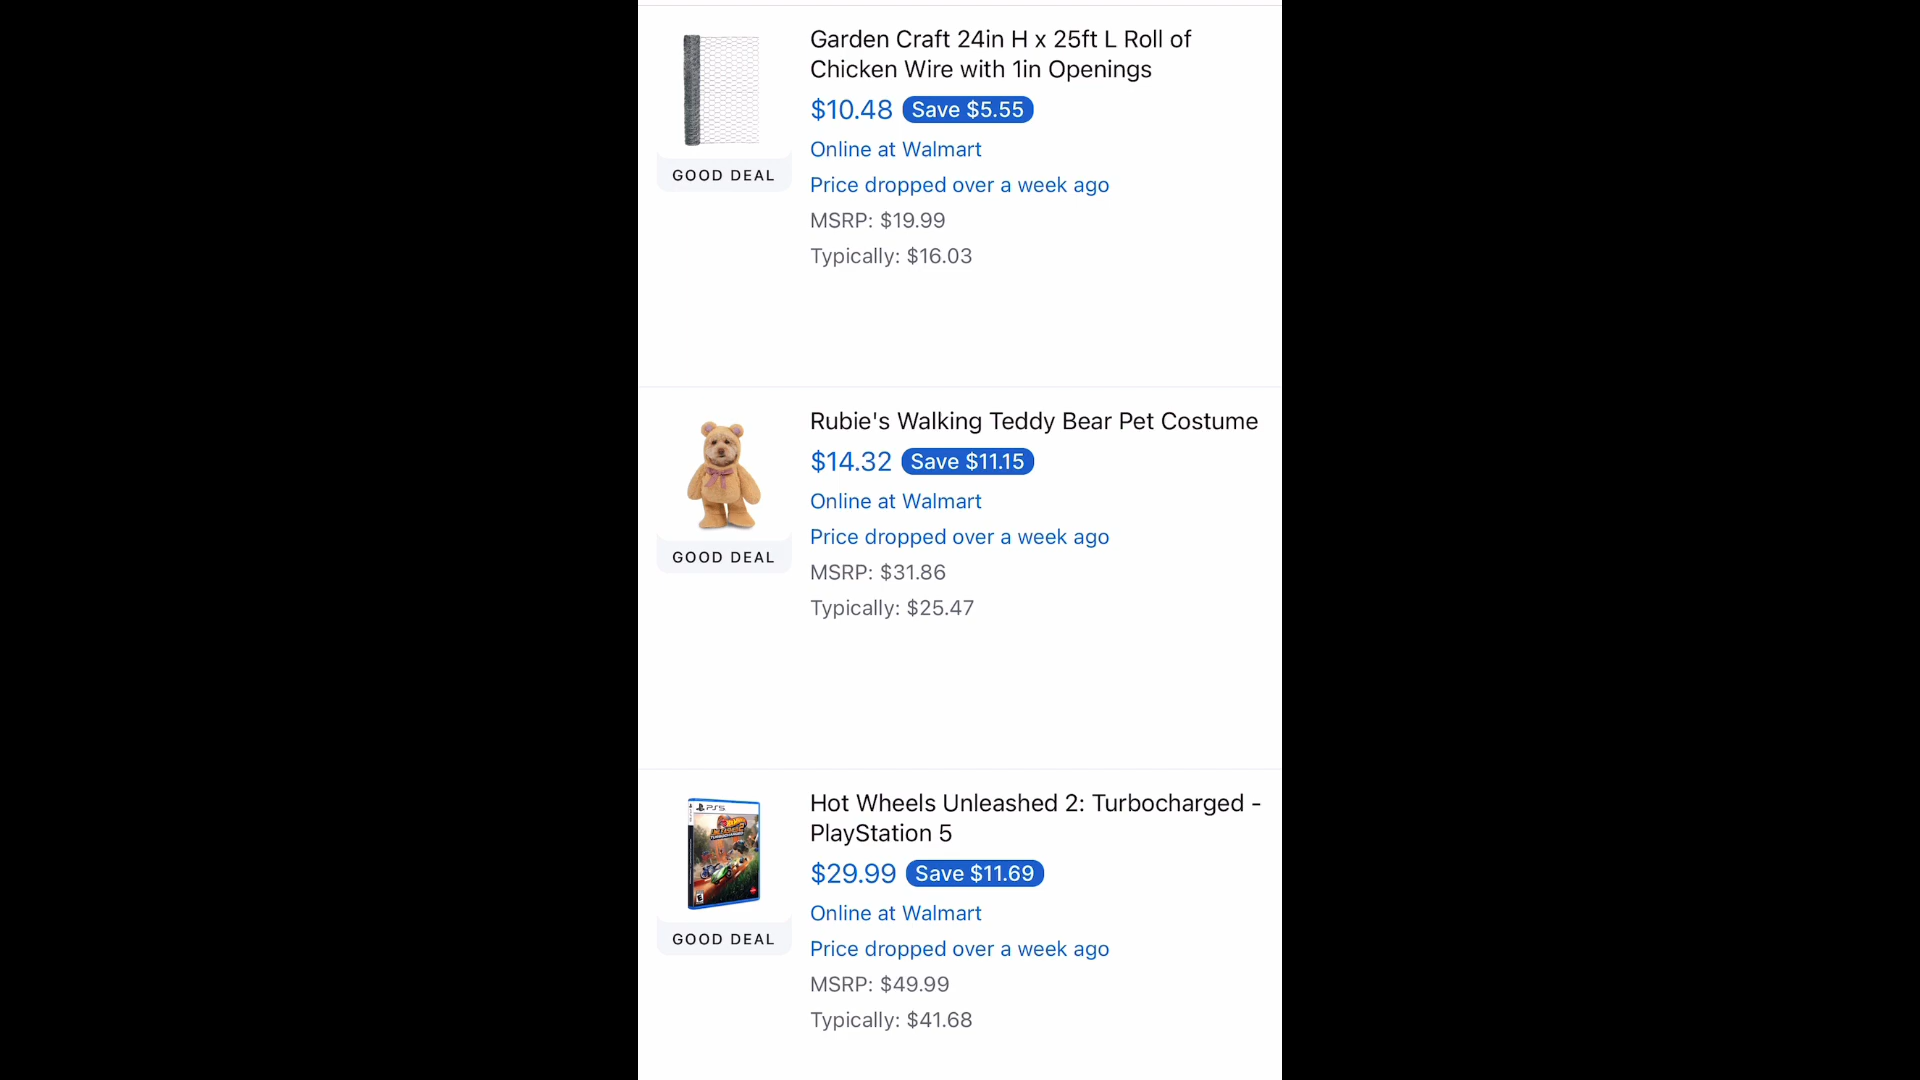 Garden Craft 24in H x 25ft L Roll of
Chicken Wire with 1in Openings
$10.48 Save $5.55
Online at Walmart
Price dropped over a week ago
GOOD DEAL
MSRP: $19.99
Typically: $16.03
Rubie's Walking Teddy Bear Pet Costume
$14.32 Save $11.15
Online at Walmart
Price dropped over a week ago
GOOD DEAL
MSRP: $31.86
Typically: $25.47
Hot Wheels Unleashed 2: Turbocharged -
PlayStation 5
PS5
$29.99 Save $11.69
Online at Walmart
Price dropped over a week ago
GOOD DEAL
MSRP: $49.99
Typically: $41.68